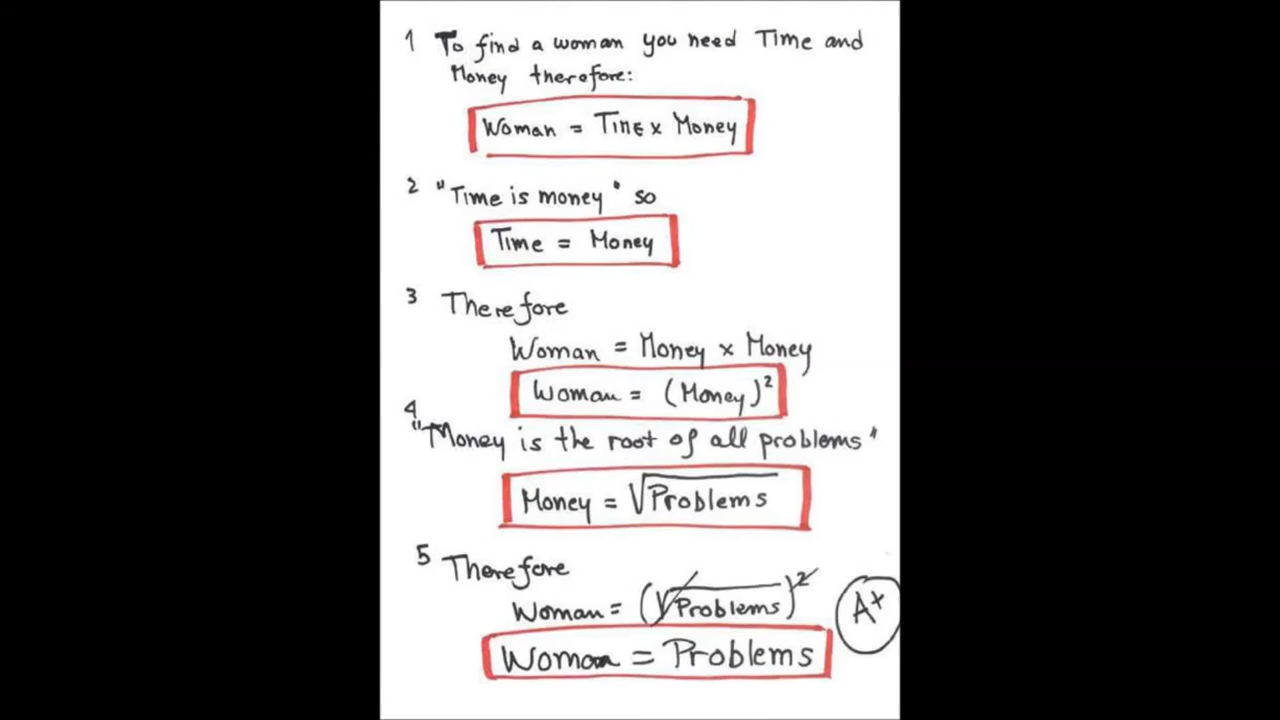 1 To find a woman you need Time and
Money therefore:
Woman = Time x Money
2 "Time is money" so
Time = Money
3 Therefore
Woman = Money x Money
Woman = (Money)²
4
"Money is the root of all problems"
Money = √Problems
5 Therefore
Woman = (√Problems)²
A+
Woman = Problems